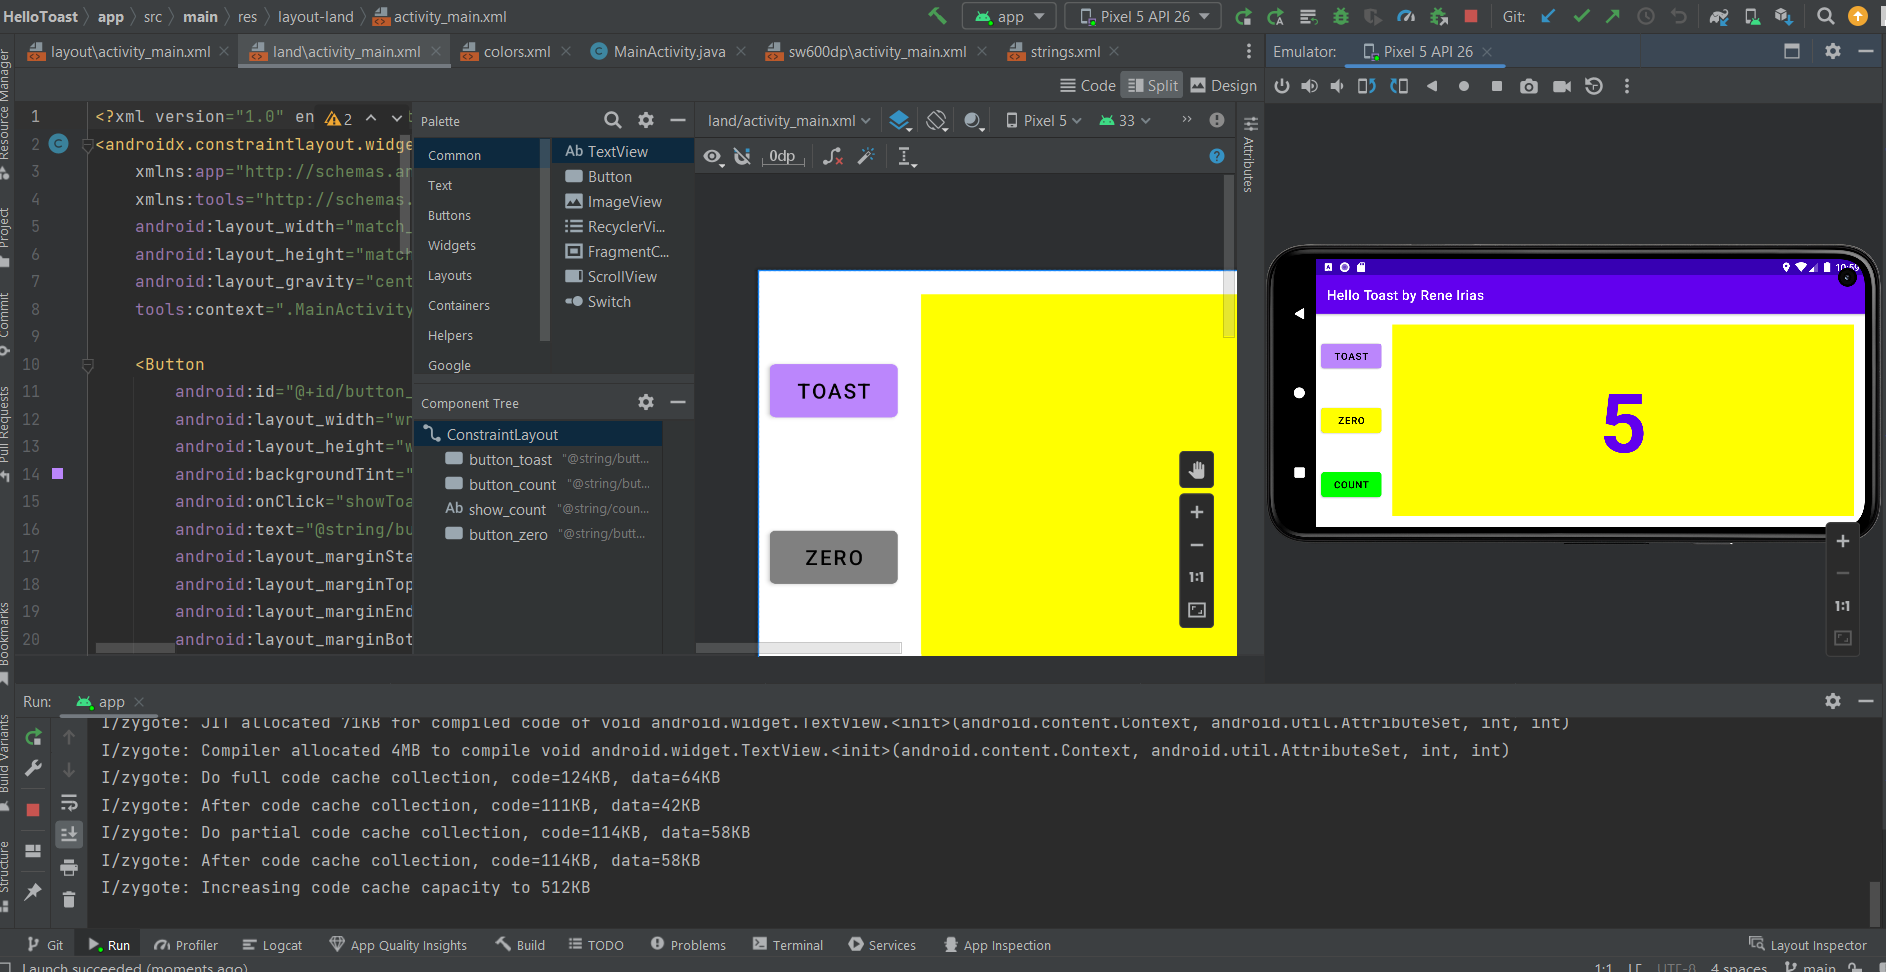 HelloToast app src main res layout-land activity_main.xml app Pixel 5 API 26 Git:
layout\activity_main.xml land\activity_main.xml colors.xml MainActivity.java sw600dp\activity_main.xml strings.xml Emulator: Pixel 5 API 26
Code Split Design
Resource Manager
Project
Commit
Pull Requests
Bookmarks
Build Variants
Structure
1 <?xml version="1.0" en 2
2 <androidx.constraintlayout.widge
3 xmlns:app="http://schemas.an
4 xmlns:tools="http://schemas.
5 android:layout_width="match_
6 android:layout_height="match
7 android:layout_gravity="cent
8 tools:context=".MainActivity
9
10 <Button
11 android:id="@+id/button_
12 android:layout_width="wr
13 android:layout_height="w
14 android:backgroundTint="
15 android:onClick="showToa
16 android:text="@string/bu
17 android:layout_marginSta
18 android:layout_marginTop
19 android:layout_marginEnd
20 android:layout_marginBot
Palette
Common
Text
Buttons
Widgets
Layouts
Containers
Helpers
Google
Ab TextView
Button
ImageView
RecyclerVi...
FragmentC...
ScrollView
Switch
Component Tree
ConstraintLayout
button_toast "@string/butt...
button_count "@string/but...
Ab show_count "@string/coun...
button_zero "@string/butt...
land/activity_main.xml Pixel 5 33
0dp
Attributes
TOAST
ZERO
1:1
10:59
Hello Toast by Rene Irias
TOAST
ZERO
COUNT
5
1:1
Run: app
I/zygote: JIT allocated 71KB for compiled code of void android.widget.TextView.<init>(android.content.Context, android.util.AttributeSet, int, int)
I/zygote: Compiler allocated 4MB to compile void android.widget.TextView.<init>(android.content.Context, android.util.AttributeSet, int, int)
I/zygote: Do full code cache collection, code=124KB, data=64KB
I/zygote: After code cache collection, code=111KB, data=42KB
I/zygote: Do partial code cache collection, code=114KB, data=58KB
I/zygote: After code cache collection, code=114KB, data=58KB
I/zygote: Increasing code cache capacity to 512KB
Git Run Profiler Logcat App Quality Insights Build TODO Problems Terminal Services App Inspection Layout Inspector
Launch succeeded (moments ago) 1:1 LF UTF-8 4 spaces main